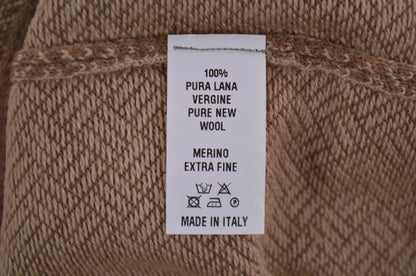 100%
PURA LANA
VERGINE
PURE NEW
WOOL
MERINO
EXTRA FINE
MADE IN ITALY